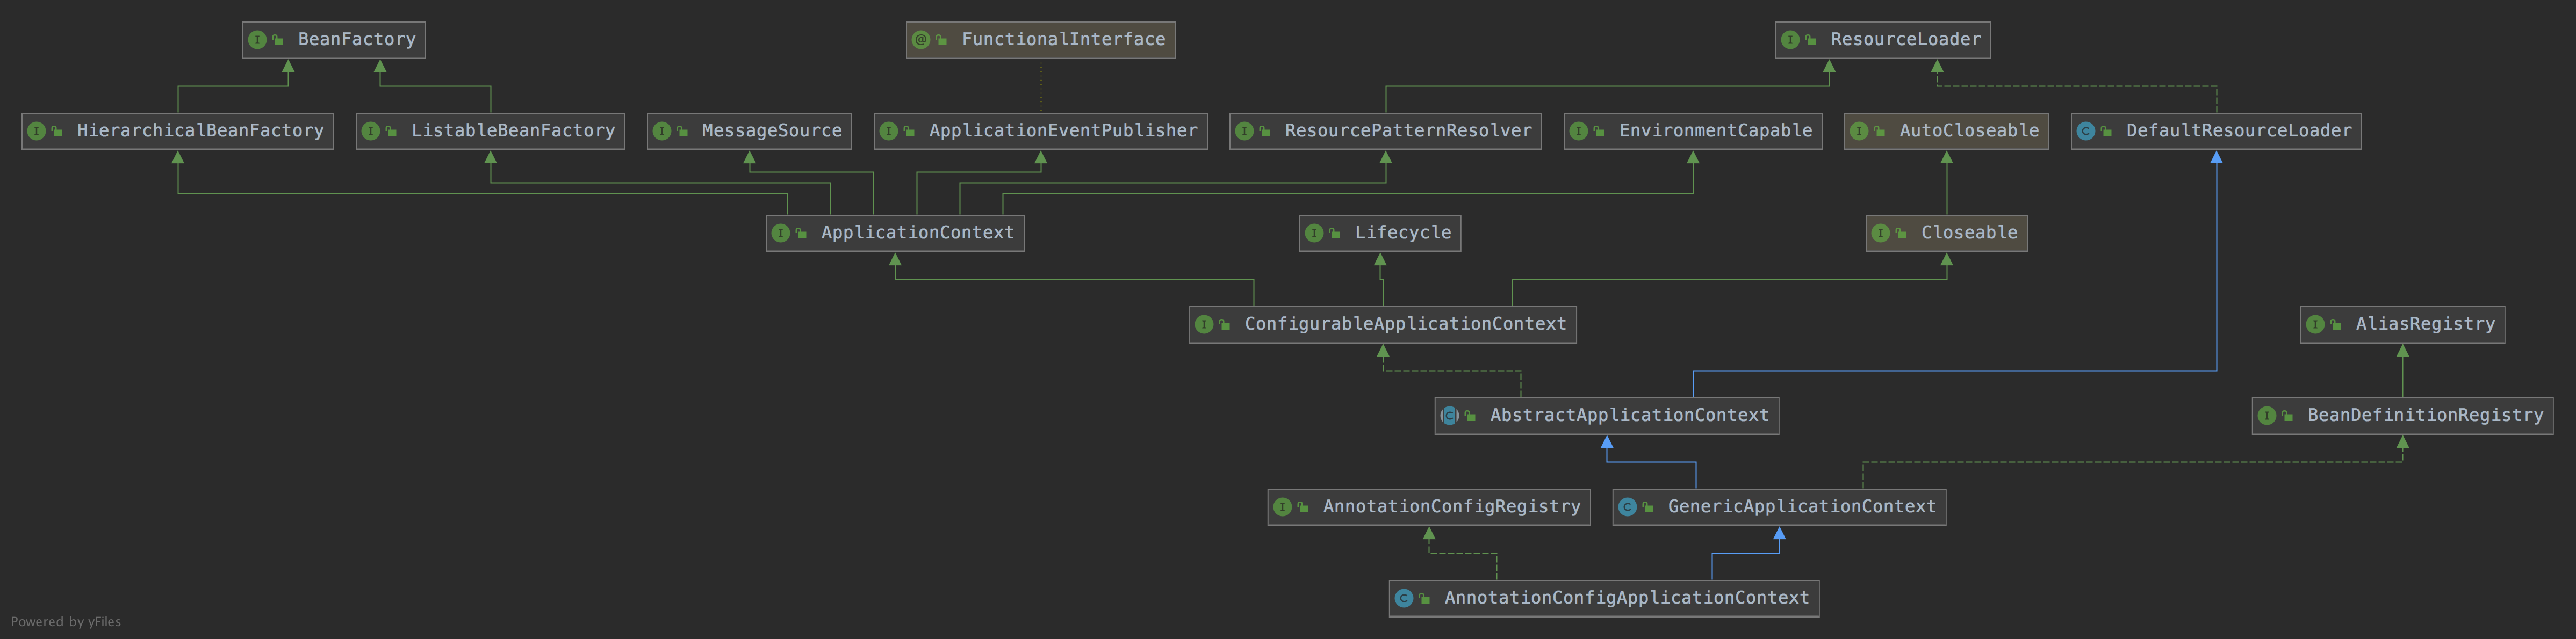 BeanFactory
FunctionalInterface
ResourceLoader
HierarchicalBeanFactory
ListableBeanFactory
MessageSource
ApplicationEventPublisher
ResourcePatternResolver
EnvironmentCapable
AutoCloseable
DefaultResourceLoader
ApplicationContext
Lifecycle
Closeable
ConfigurableApplicationContext
AliasRegistry
AbstractApplicationContext
BeanDefinitionRegistry
AnnotationConfigRegistry
GenericApplicationContext
AnnotationConfigApplicationContext
Powered by yFiles